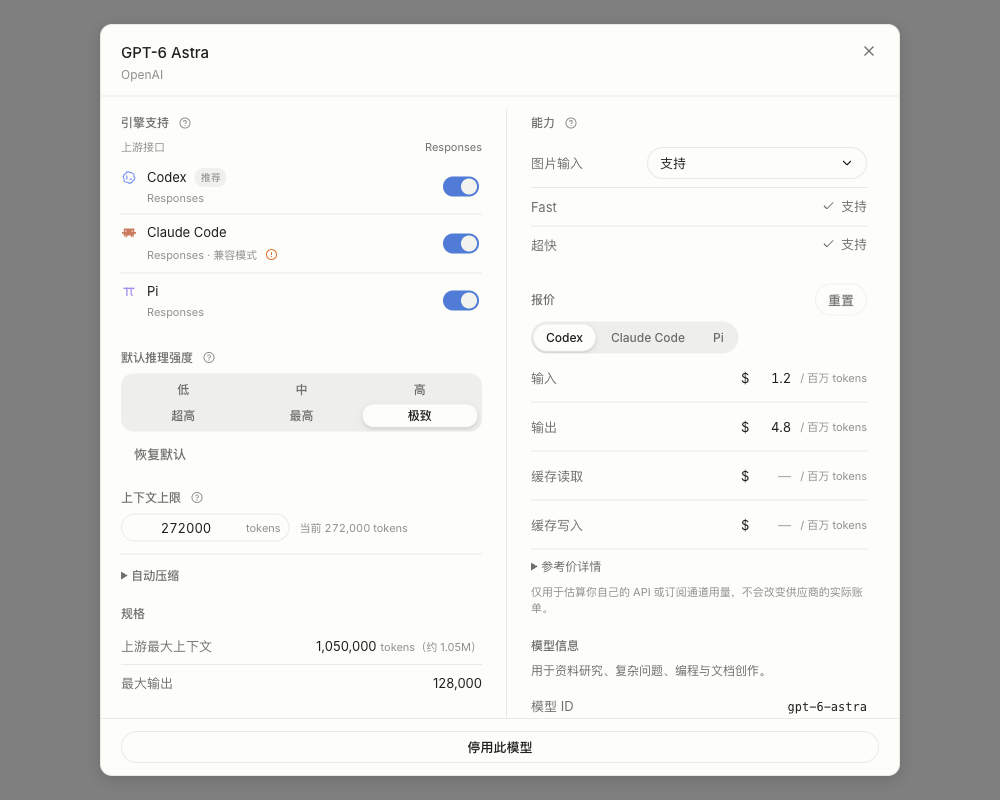 GPT-6 Astra
OpenAI
引擎支持
上游接口 Responses
Codex 推荐
Responses
Claude Code
Responses · 兼容模式
Pi
Responses
默认推理强度
低 中 高
超高 最高 极致
恢复默认
上下文上限
272000 tokens 当前 272,000 tokens
自动压缩
规格
上游最大上下文 1,050,000 tokens（约 1.05M）
最大输出 128,000
能力
图片输入 支持
Fast 支持
超快 支持
报价 重置
Codex Claude Code Pi
输入 $ 1.2 / 百万 tokens
输出 $ 4.8 / 百万 tokens
缓存读取 $ — / 百万 tokens
缓存写入 $ — / 百万 tokens
参考价详情
仅用于估算你自己的 API 或订阅通道用量，不会改变供应商的实际账
单。
模型信息
用于资料研究、复杂问题、编程与文档创作。
模型 ID gpt-6-astra
停用此模型